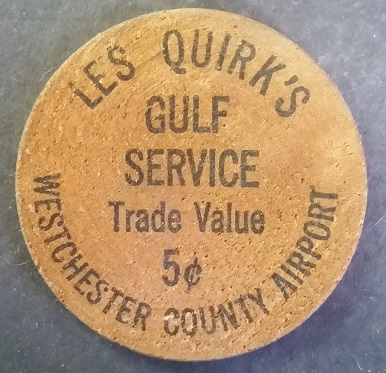 LES QUIRK'S
GULF
SERVICE
Trade Value
5¢
WESTCHESTER COUNTY AIRPORT